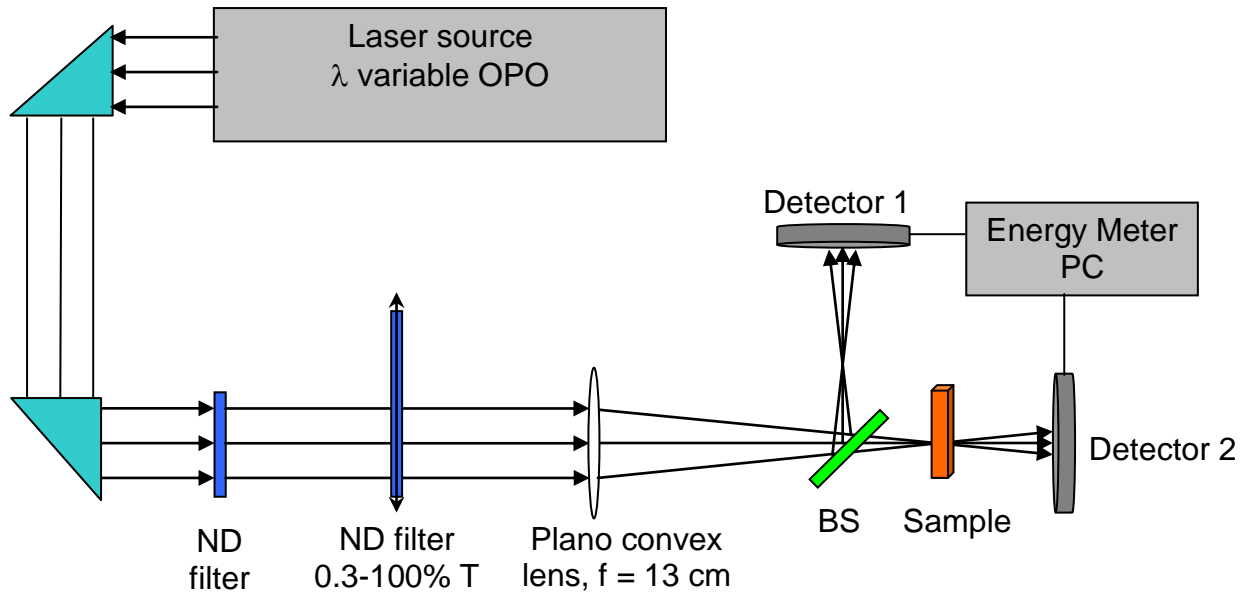 Laser source
λ variable OPO
Detector 1
Energy Meter
PC
Detector 2
BS
Sample
ND
filter
ND filter
0.3-100% T
Plano convex
lens, f = 13 cm